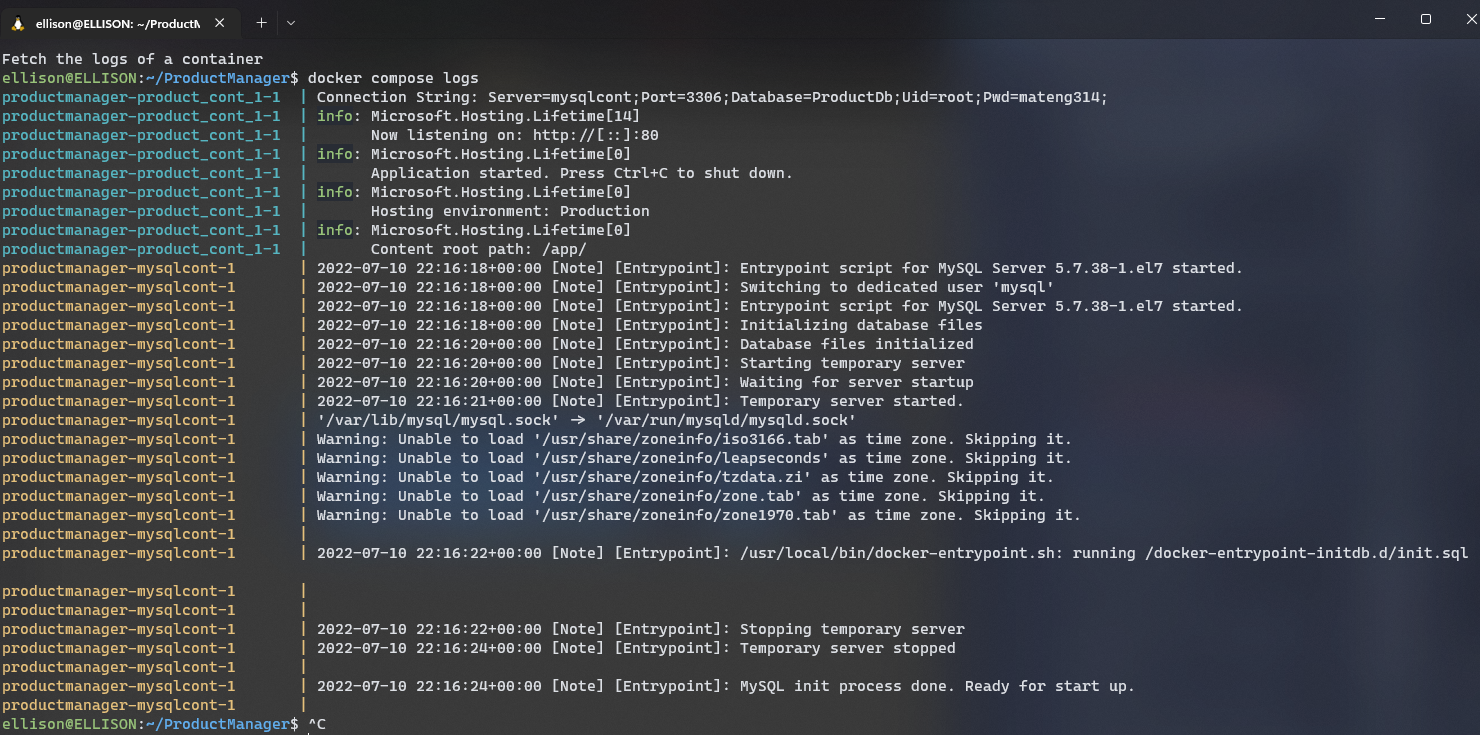 ellison@ELLISON: ~/ProductM
Fetch the logs of a container
ellison@ELLISON:~/ProductManager$ docker compose logs
productmanager-product_cont_1-1  | Connection String: Server=mysqlcont;Port=3306;Database=ProductDb;Uid=root;Pwd=mateng314;
productmanager-product_cont_1-1  | info: Microsoft.Hosting.Lifetime[14]
productmanager-product_cont_1-1  |       Now listening on: http://[::]:80
productmanager-product_cont_1-1  | info: Microsoft.Hosting.Lifetime[0]
productmanager-product_cont_1-1  |       Application started. Press Ctrl+C to shut down.
productmanager-product_cont_1-1  | info: Microsoft.Hosting.Lifetime[0]
productmanager-product_cont_1-1  |       Hosting environment: Production
productmanager-product_cont_1-1  | info: Microsoft.Hosting.Lifetime[0]
productmanager-product_cont_1-1  |       Content root path: /app/
productmanager-mysqlcont-1       | 2022-07-10 22:16:18+00:00 [Note] [Entrypoint]: Entrypoint script for MySQL Server 5.7.38-1.el7 started.
productmanager-mysqlcont-1       | 2022-07-10 22:16:18+00:00 [Note] [Entrypoint]: Switching to dedicated user 'mysql'
productmanager-mysqlcont-1       | 2022-07-10 22:16:18+00:00 [Note] [Entrypoint]: Entrypoint script for MySQL Server 5.7.38-1.el7 started.
productmanager-mysqlcont-1       | 2022-07-10 22:16:18+00:00 [Note] [Entrypoint]: Initializing database files
productmanager-mysqlcont-1       | 2022-07-10 22:16:20+00:00 [Note] [Entrypoint]: Database files initialized
productmanager-mysqlcont-1       | 2022-07-10 22:16:20+00:00 [Note] [Entrypoint]: Starting temporary server
productmanager-mysqlcont-1       | 2022-07-10 22:16:20+00:00 [Note] [Entrypoint]: Waiting for server startup
productmanager-mysqlcont-1       | 2022-07-10 22:16:21+00:00 [Note] [Entrypoint]: Temporary server started.
productmanager-mysqlcont-1       | '/var/lib/mysql/mysql.sock' -> '/var/run/mysqld/mysqld.sock'
productmanager-mysqlcont-1       | Warning: Unable to load '/usr/share/zoneinfo/iso3166.tab' as time zone. Skipping it.
productmanager-mysqlcont-1       | Warning: Unable to load '/usr/share/zoneinfo/leapseconds' as time zone. Skipping it.
productmanager-mysqlcont-1       | Warning: Unable to load '/usr/share/zoneinfo/tzdata.zi' as time zone. Skipping it.
productmanager-mysqlcont-1       | Warning: Unable to load '/usr/share/zoneinfo/zone.tab' as time zone. Skipping it.
productmanager-mysqlcont-1       | Warning: Unable to load '/usr/share/zoneinfo/zone1970.tab' as time zone. Skipping it.
productmanager-mysqlcont-1       |
productmanager-mysqlcont-1       | 2022-07-10 22:16:22+00:00 [Note] [Entrypoint]: /usr/local/bin/docker-entrypoint.sh: running /docker-entrypoint-initdb.d/init.sql
productmanager-mysqlcont-1       |
productmanager-mysqlcont-1       |
productmanager-mysqlcont-1       | 2022-07-10 22:16:22+00:00 [Note] [Entrypoint]: Stopping temporary server
productmanager-mysqlcont-1       | 2022-07-10 22:16:24+00:00 [Note] [Entrypoint]: Temporary server stopped
productmanager-mysqlcont-1       |
productmanager-mysqlcont-1       | 2022-07-10 22:16:24+00:00 [Note] [Entrypoint]: MySQL init process done. Ready for start up.
productmanager-mysqlcont-1       |
ellison@ELLISON:~/ProductManager$ ^C